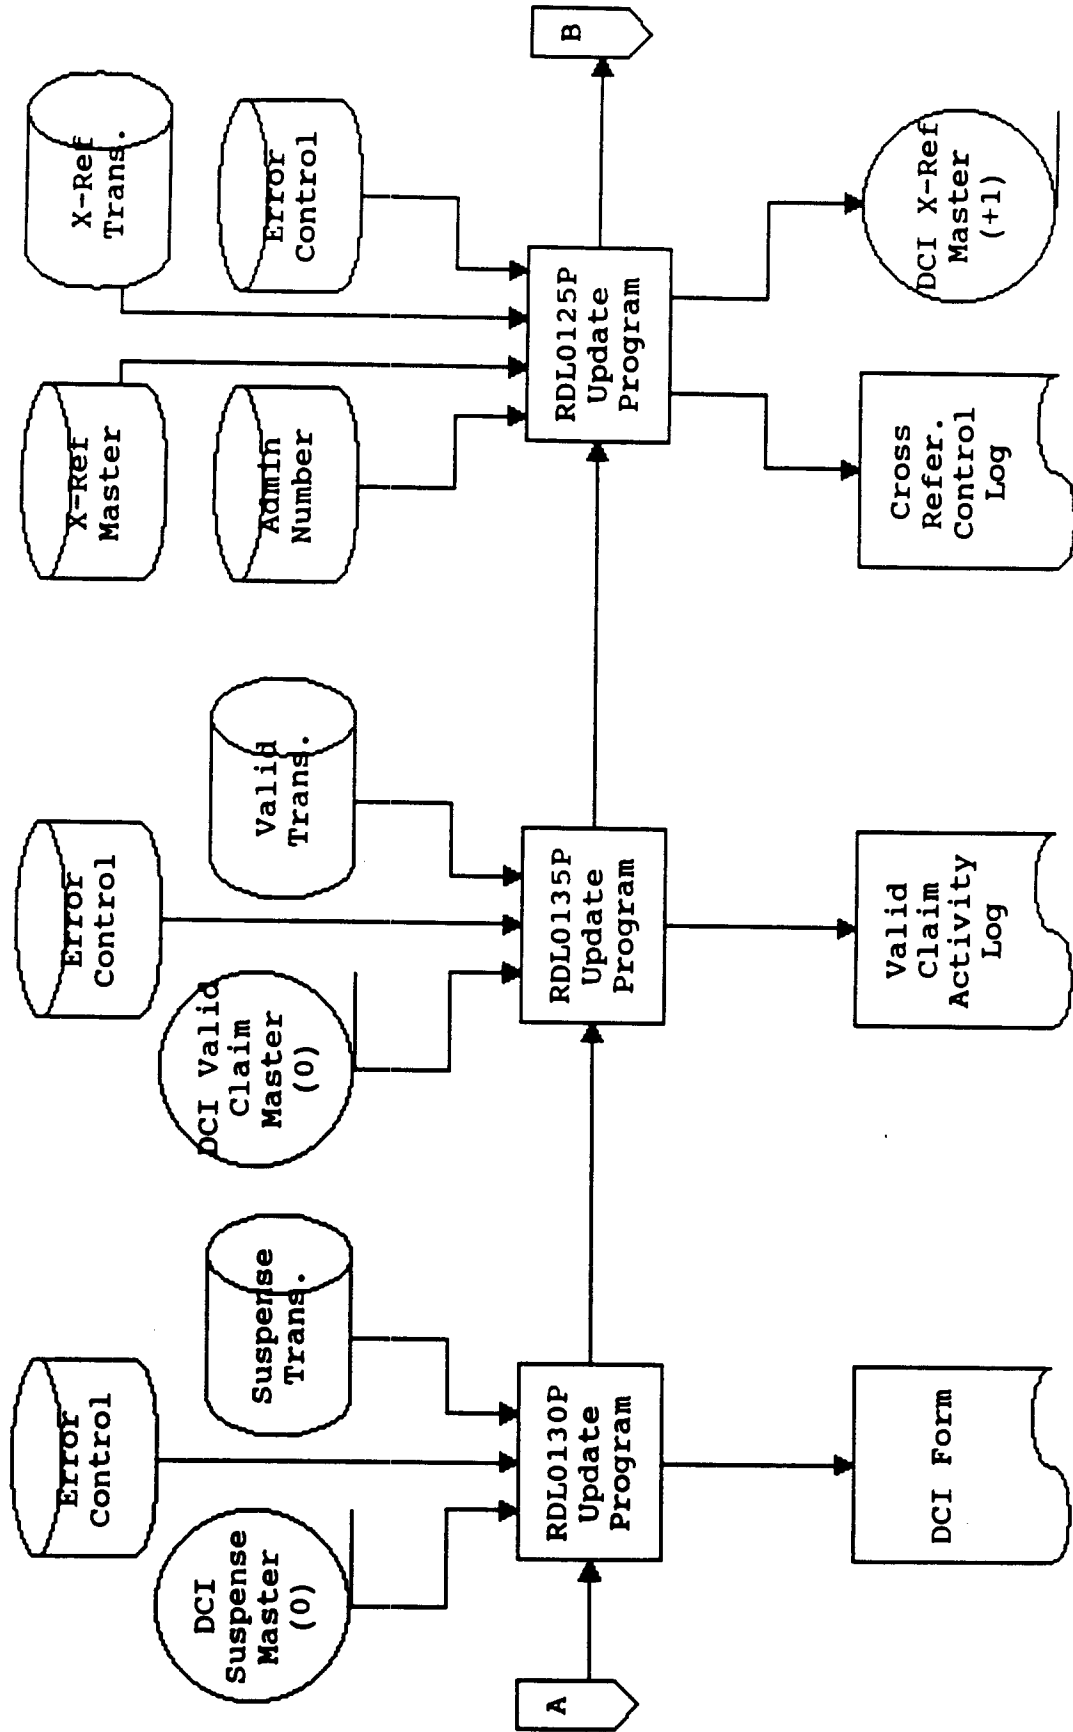 Error
Control
Error
Control
X-Ref
Master
X-Ref
Trans.
DCI
Suspense
Master
(0)
Suspense
Trans.
DCI Valid
Claim
Master
(0)
Valid
Trans.
Admin
Number
Error
Control
A
RDL0130P
Update
Program
RDL0135P
Update
Program
RDL0125P
Update
Program
B
DCI Form
Valid
Claim
Activity
Log
Cross
Refer.
Control
Log
DCI X-Ref
Master
(+1)